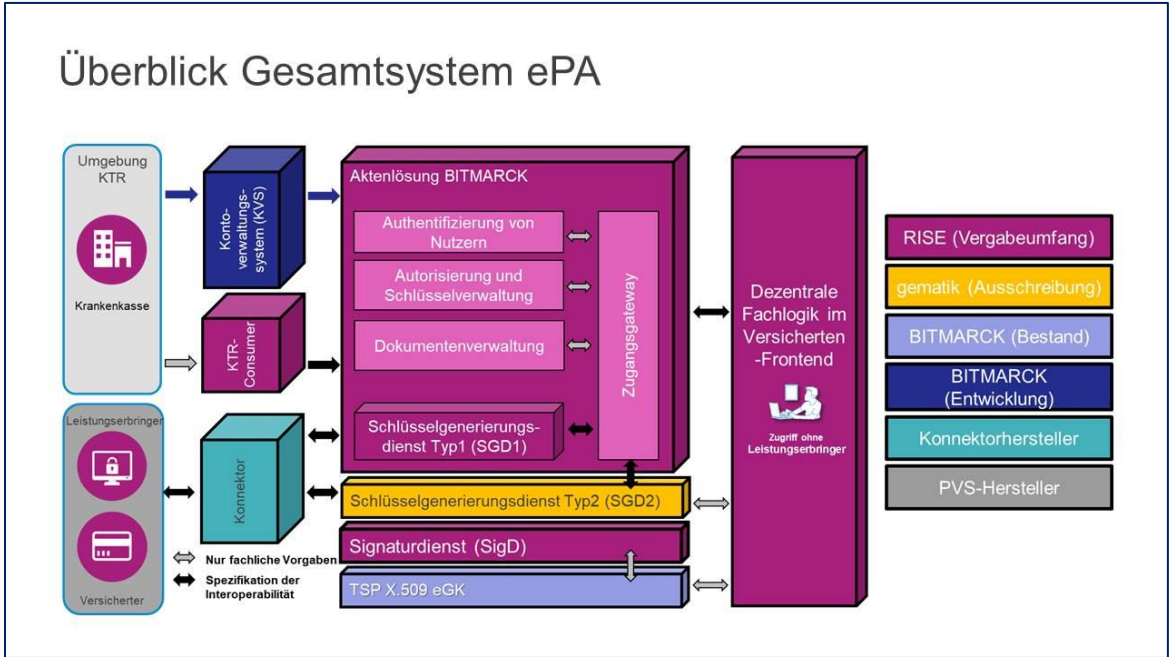 Überblick Gesamtsystem ePA
Umgebung
KTR
Krankenkasse
Konto-
verwaltungs-
system (KVS)
KTR-
Consumer
Aktenlösung BITMARCK
Authentifizierung von
Nutzern
Autorisierung und
Schlüsselverwaltung
Dokumentenverwaltung
Schlüsselgenerierungs-
dienst Typ1 (SGD1)
Zugangsgateway
Leistungserbringer
Versicherter
Konnektor
Nur fachliche Vorgaben
Spezifikation der
Interoperabilität
Schlüsselgenerierungsdienst Typ2 (SGD2)
Signaturdienst (SigD)
TSP X.509 eGK
Dezentrale
Fachlogik im
Versicherten
-Frontend
Zugriff ohne
Leistungserbringer
RISE (Vergabeumfang)
gematik (Ausschreibung)
BITMARCK (Bestand)
BITMARCK
(Entwicklung)
Konnektorhersteller
PVS-Hersteller